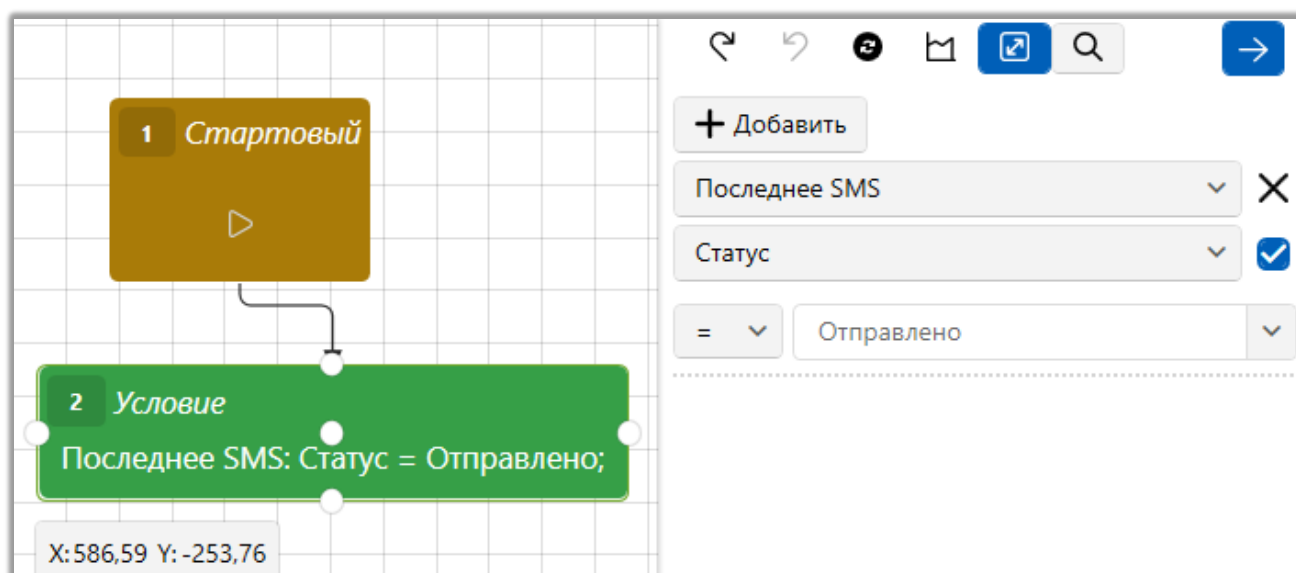 1 Стартовый
2 Условие
Последнее SMS: Статус = Отправлено;
X: 586,59 Y: -253,76
Добавить
Последнее SMS
Статус
= Отправлено